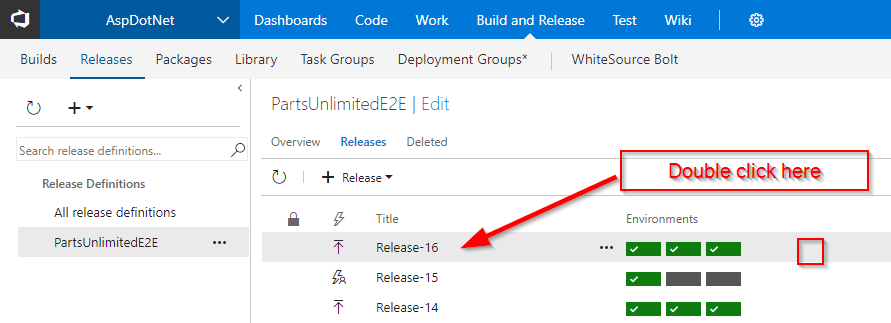 AspDotNet Dashboards Code Work Build and Release Test Wiki
Builds Releases Packages Library Task Groups Deployment Groups* WhiteSource Bolt
PartsUnlimitedE2E | Edit
Overview Releases Deleted
Search release definitions...
Release Definitions
All release definitions
PartsUnlimitedE2E ...
+ Release
Double click here
Title Environments
Release-16 ...
Release-15
Release-14